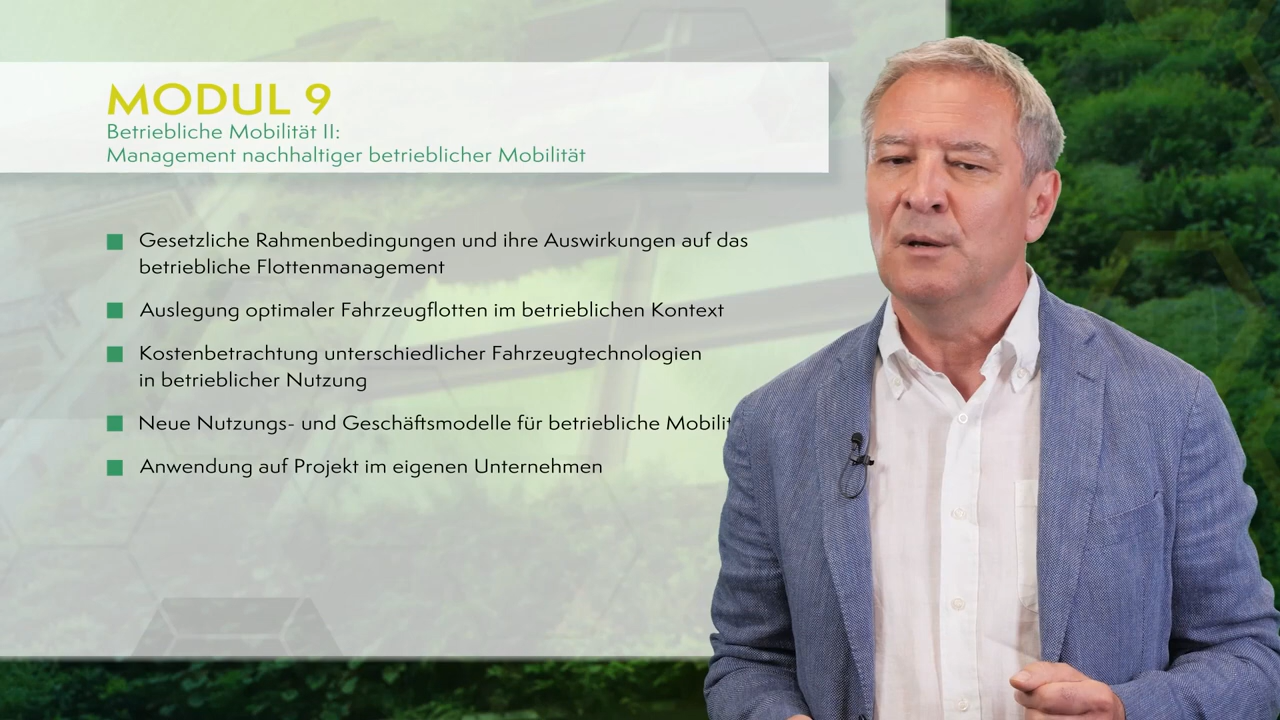 MODUL 9
Betriebliche Mobilität II:
Management nachhaltiger betrieblicher Mobilität
Gesetzliche Rahmenbedingungen und ihre Auswirkungen auf das
betriebliche Flottenmanagement
Auslegung optimaler Fahrzeugflotten im betrieblichen Kontext
Kostenbetrachtung unterschiedlicher Fahrzeugtechnologien
in betrieblicher Nutzung
Neue Nutzungs- und Geschäftsmodelle für betriebliche
Anwendung auf Projekt im eigenen Unternehmen